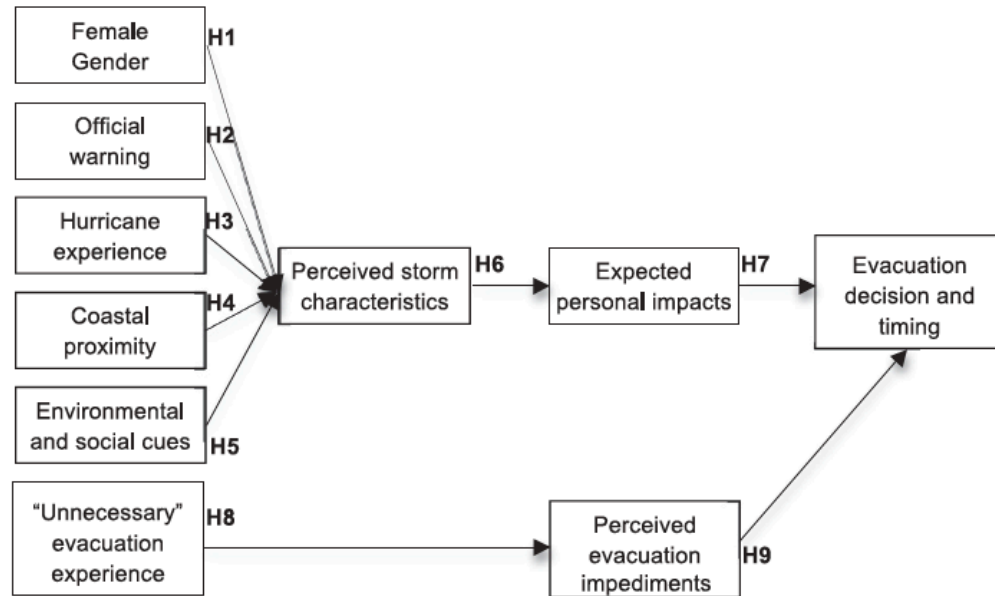 Female
Gender
H1
Official
warning
H2
Hurricane
experience
H3
Coastal
proximity
H4
Environmental
and social cues
H5
Perceived storm
characteristics
H6
Expected
personal impacts
H7
Evacuation
decision and
timing
“Unnecessary”
evacuation
experience
H8
Perceived
evacuation
impediments
H9